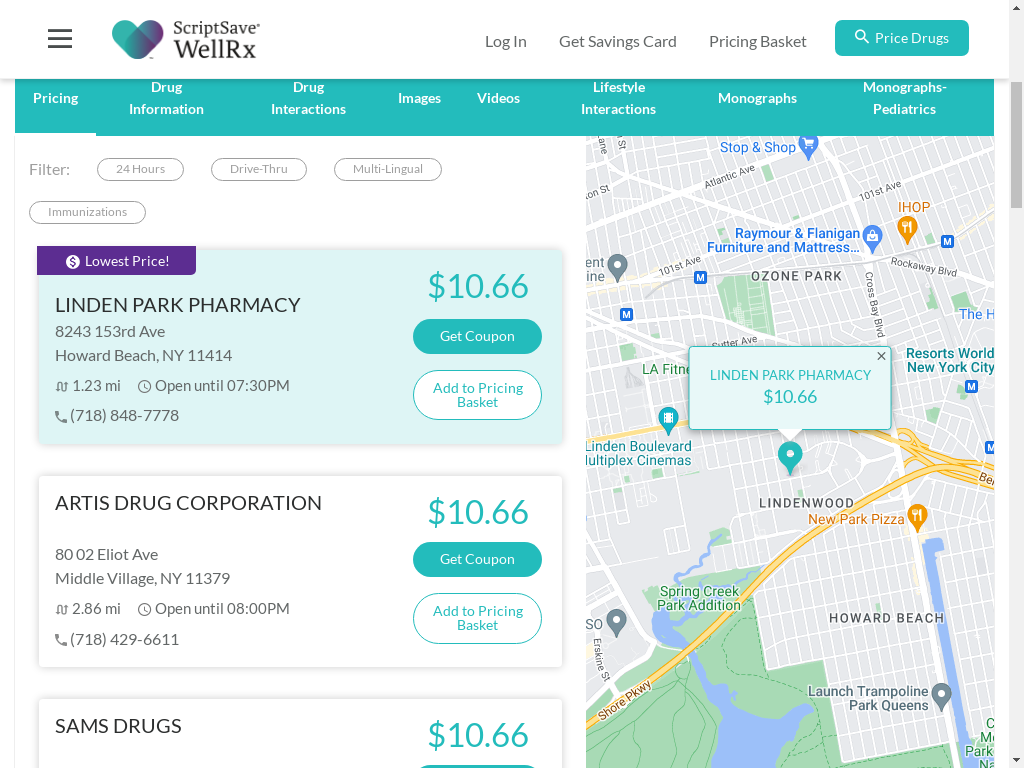 ScriptSave®
WellRx
Log In
Get Savings Card
Pricing Basket
Price Drugs
Pricing
Drug
Information
Drug
Interactions
Images
Videos
Lifestyle
Interactions
Monographs
Monographs-
Pediatrics
Filter:
24 Hours
Drive-Thru
Multi-Lingual
Immunizations
Lowest Price!
LINDEN PARK PHARMACY
8243 153rd Ave
Howard Beach, NY 11414
1.23 mi
Open until 07:30PM
(718) 848-7778
$10.66
Get Coupon
Add to Pricing
Basket
ARTIS DRUG CORPORATION
80 02 Eliot Ave
Middle Village, NY 11379
2.86 mi
Open until 08:00PM
(718) 429-6611
$10.66
Get Coupon
Add to Pricing
Basket
SAMS DRUGS
$10.66
Stop & Shop
Atlantic Ave
101st Ave
IHOP
Raymour & Flanigan
Furniture and Mattress...
M
101st Ave
M
OZONE PARK
Rockaway Blvd
Cross Bay Blvd
M
The H
Sutter Ave
LA Fitne
Resorts World
New York City
M
LINDEN PARK PHARMACY
$10.66
Linden Boulevard
Multiplex Cinemas
M
LINDENWOOD
New Park Pizza
Spring Creek
Park Addition
HOWARD BEACH
SO
Erskine St
Shore Pkwy
Launch Trampoline
Park Queens